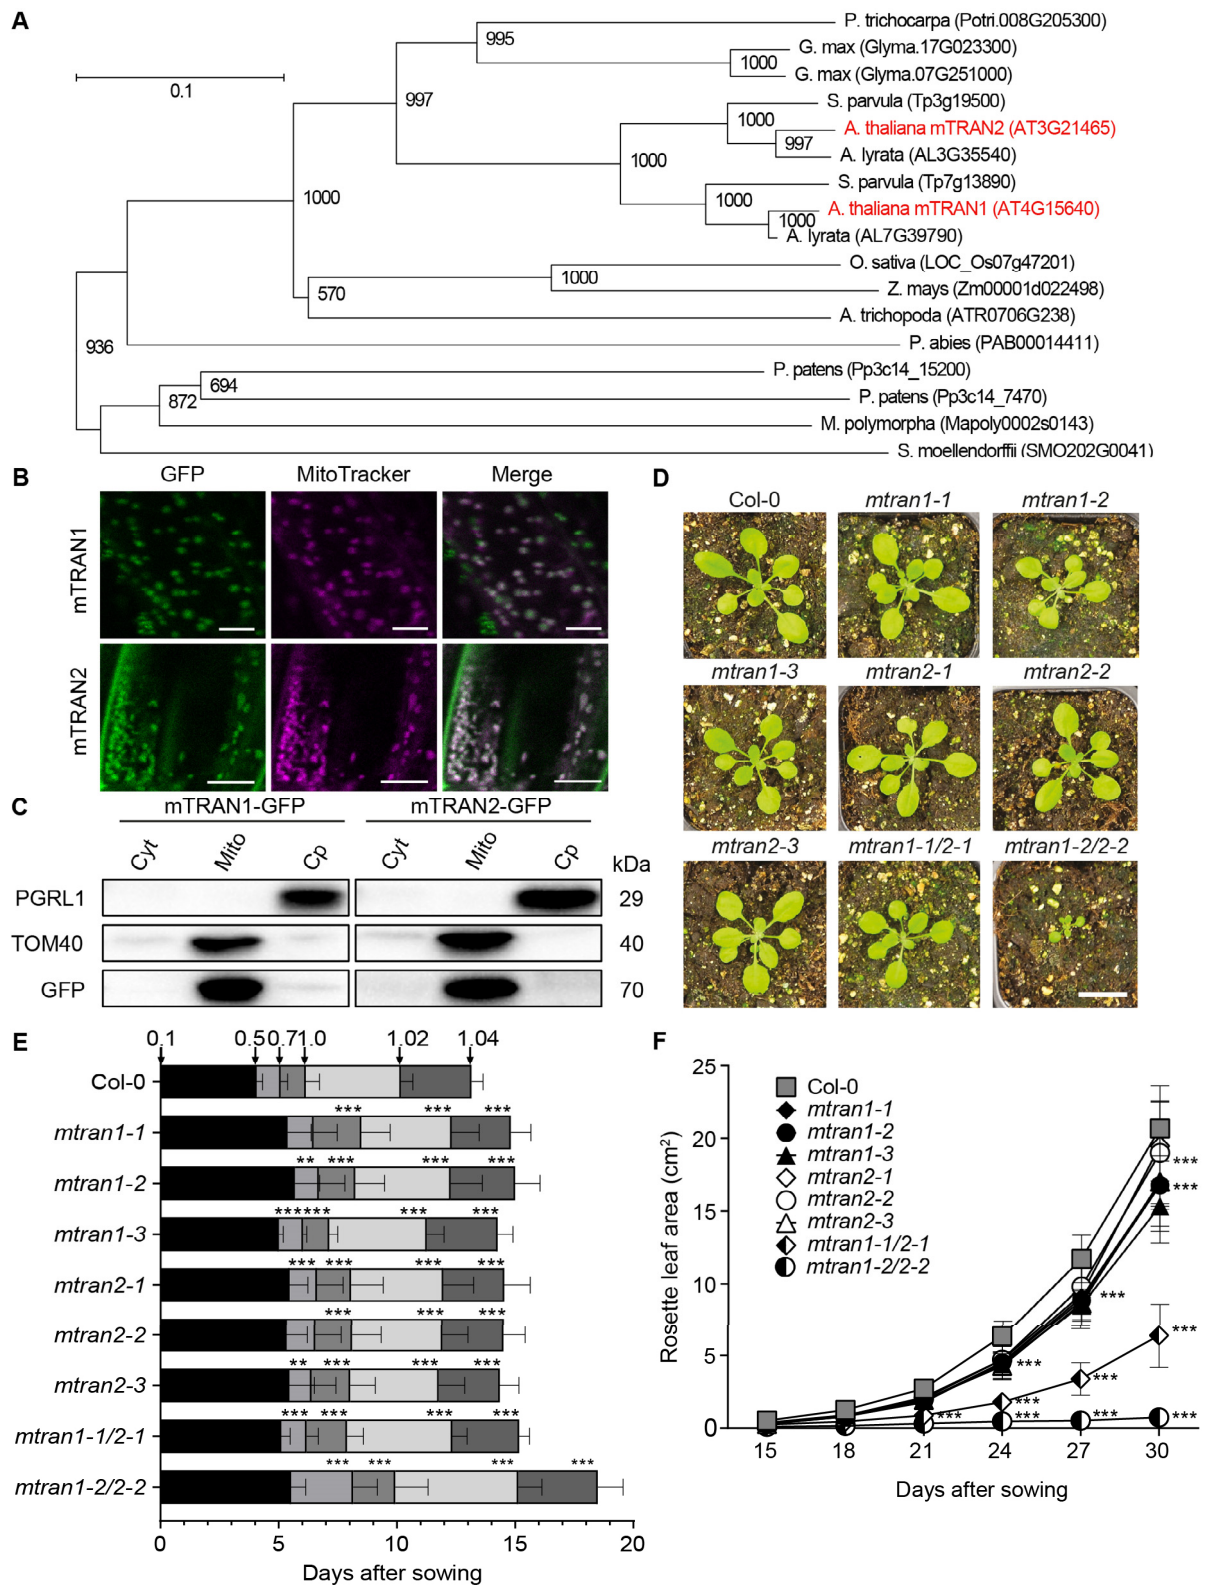 A
P. trichocarpa (Potri.008G205300)
995
G. max (Glyma.17G023300)
1000
G. max (Glyma.07G251000)
0.1
997
S. parvula (Tp3g19500)
1000
A. thaliana mTRAN2 (AT3G21465)
997
A. lyrata (AL3G35540)
1000
S. parvula (Tp7g13890)
1000
1000
A. thaliana mTRAN1 (AT4G15640)
1000
A. lyrata (AL7G39790)
O. sativa (LOC_Os07g47201)
1000
Z. mays (Zm00001d022498)
570
A. trichopoda (ATR0706G238)
936
P. abies (PAB00014411)
P. patens (Pp3c14_15200)
694
872
P. patens (Pp3c14_7470)
M. polymorpha (Mapoly0002s0143)
S. moellendorffii (SMO202G0041)
B
GFP MitoTracker Merge
mTRAN1
mTRAN2
C
mTRAN1-GFP mTRAN2-GFP
Cyt Mito Cp Cyt Mito Cp kDa
PGRL1 29
TOM40 40
GFP 70
D
Col-0 mtran1-1 mtran1-2
mtran1-3 mtran2-1 mtran2-2
mtran2-3 mtran1-1/2-1 mtran1-2/2-2
E
0.1 0.5 0.7 1.0 1.02 1.04
Col-0
*** *** ***
mtran1-1
** *** *** ***
mtran1-2
*** *** *** ***
mtran1-3
*** *** *** ***
mtran2-1
*** *** ***
mtran2-2
** *** *** ***
mtran2-3
*** *** *** ***
mtran1-1/2-1
*** *** *** ***
mtran1-2/2-2
0 5 10 15 20
Days after sowing
F
Rosette leaf area (cm²)
25
20
15
10
5
0
Col-0
mtran1-1
mtran1-2
mtran1-3
mtran2-1
mtran2-2
mtran2-3
mtran1-1/2-1
mtran1-2/2-2
***
***
***
***
***
***
***
*** *** *** ***
15 18 21 24 27 30
Days after sowing